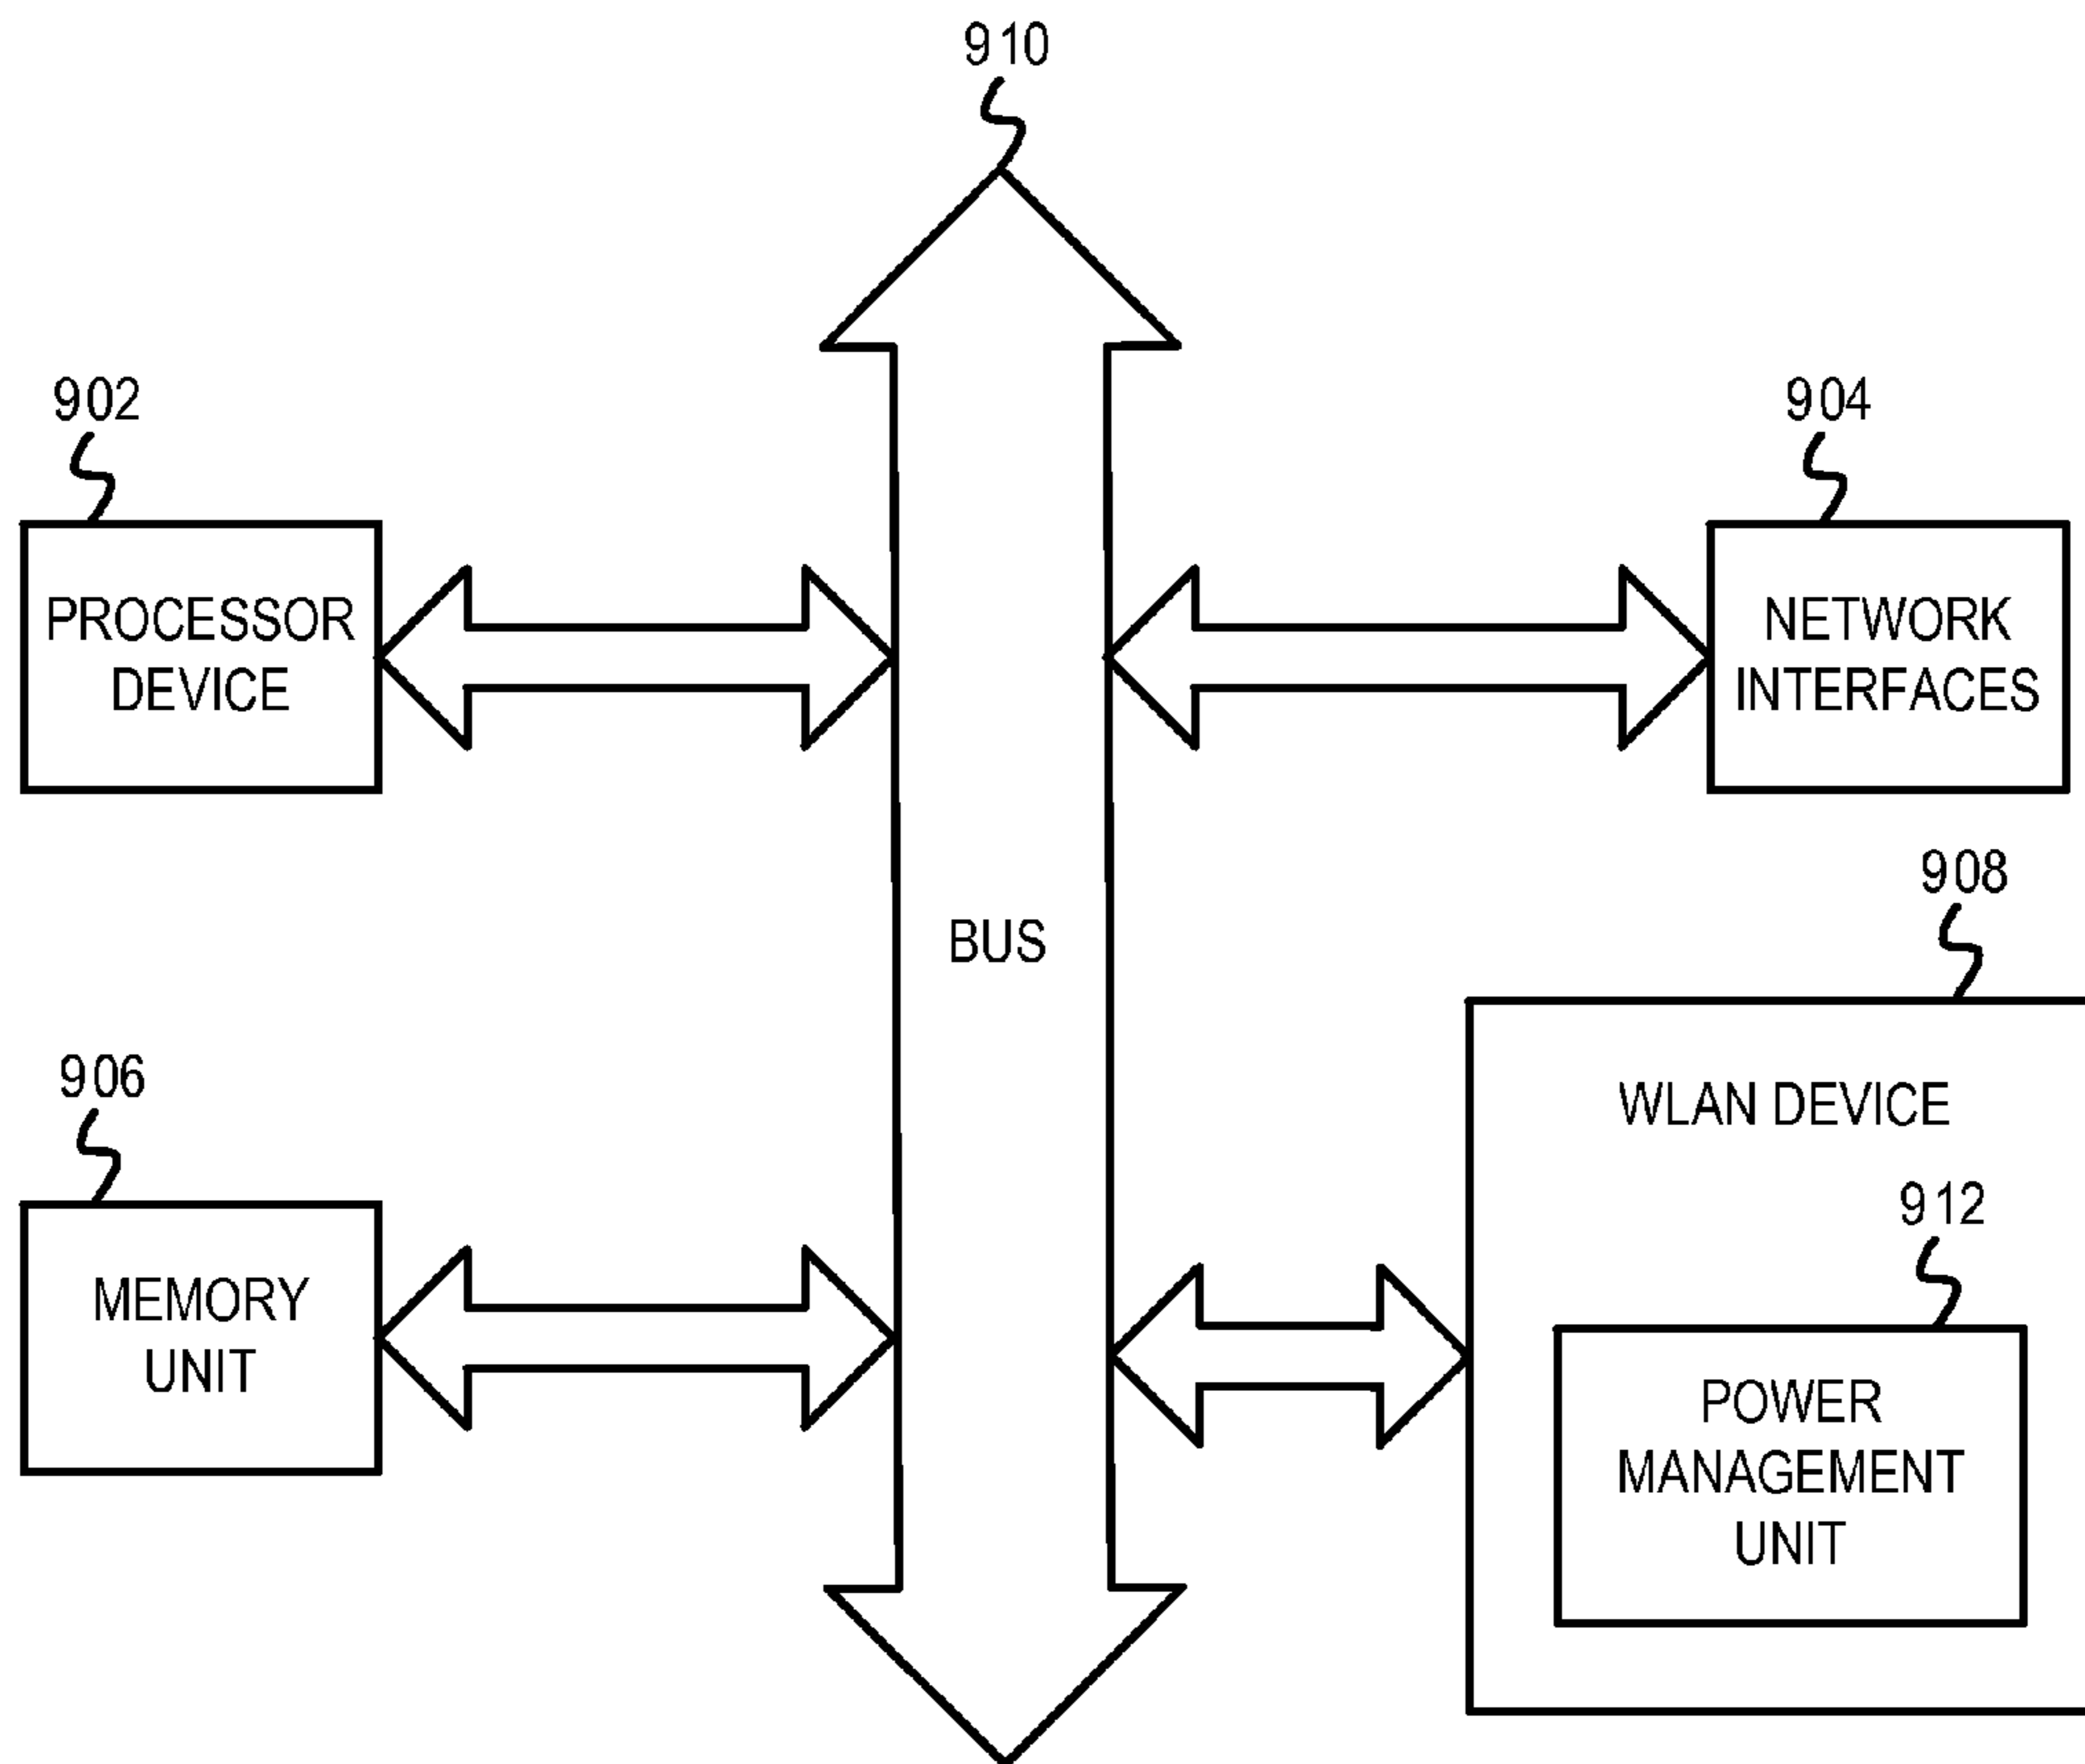 910
902
904
PROCESSOR
DEVICE
NETWORK
INTERFACES
908
BUS
906
WLAN DEVICE
912
MEMORY
UNIT
POWER
MANAGEMENT
UNIT